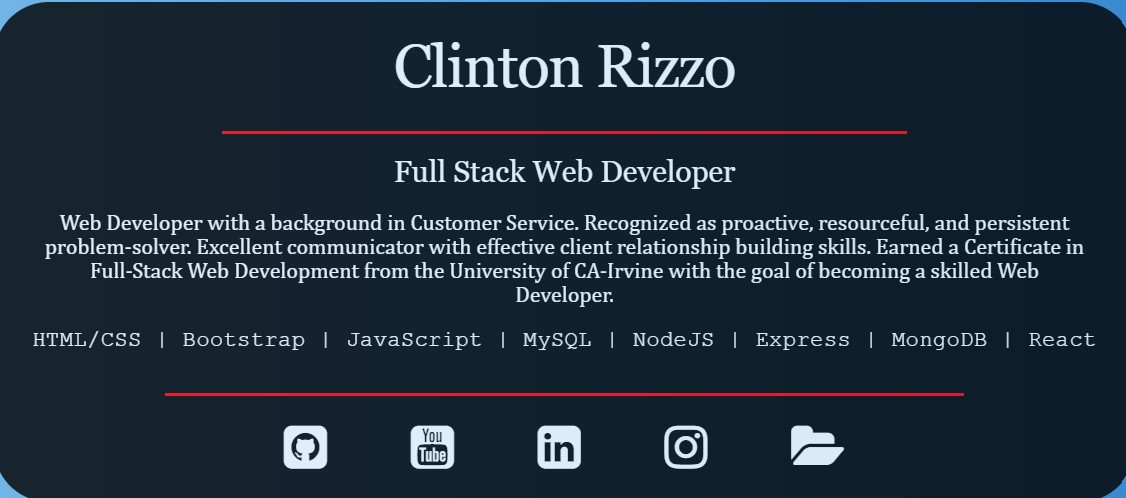 Clinton Rizzo
Full Stack Web Developer
Web Developer with a background in Customer Service. Recognized as proactive, resourceful, and persistent
problem-solver. Excellent communicator with effective client relationship building skills. Earned a Certificate in
Full-Stack Web Development from the University of CA-Irvine with the goal of becoming a skilled Web
Developer.
HTML/CSS | Bootstrap | JavaScript | MySQL | NodeJS | Express | MongoDB | React
You
Tube
in